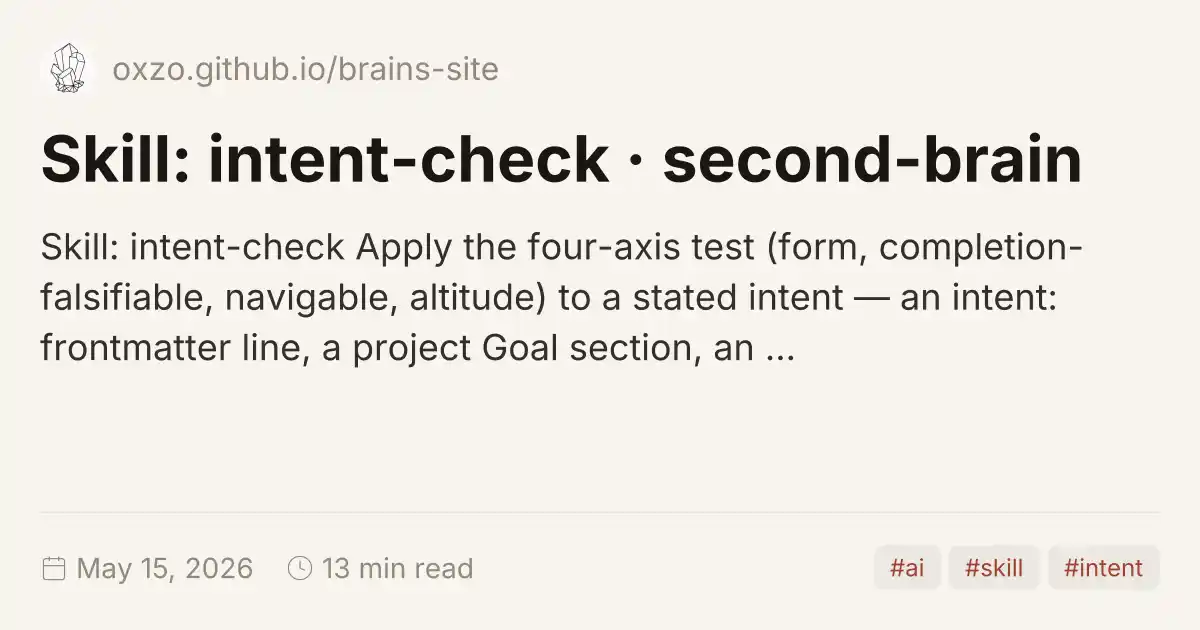 oxzo.github.io/brains-site
Skill: intent-check · second-brain
Skill: intent-check Apply the four-axis test (form, completion-
falsifiable, navigable, altitude) to a stated intent — an intent:
frontmatter line, a project Goal section, an ...
May 15, 2026 13 min read #ai #skill #intent